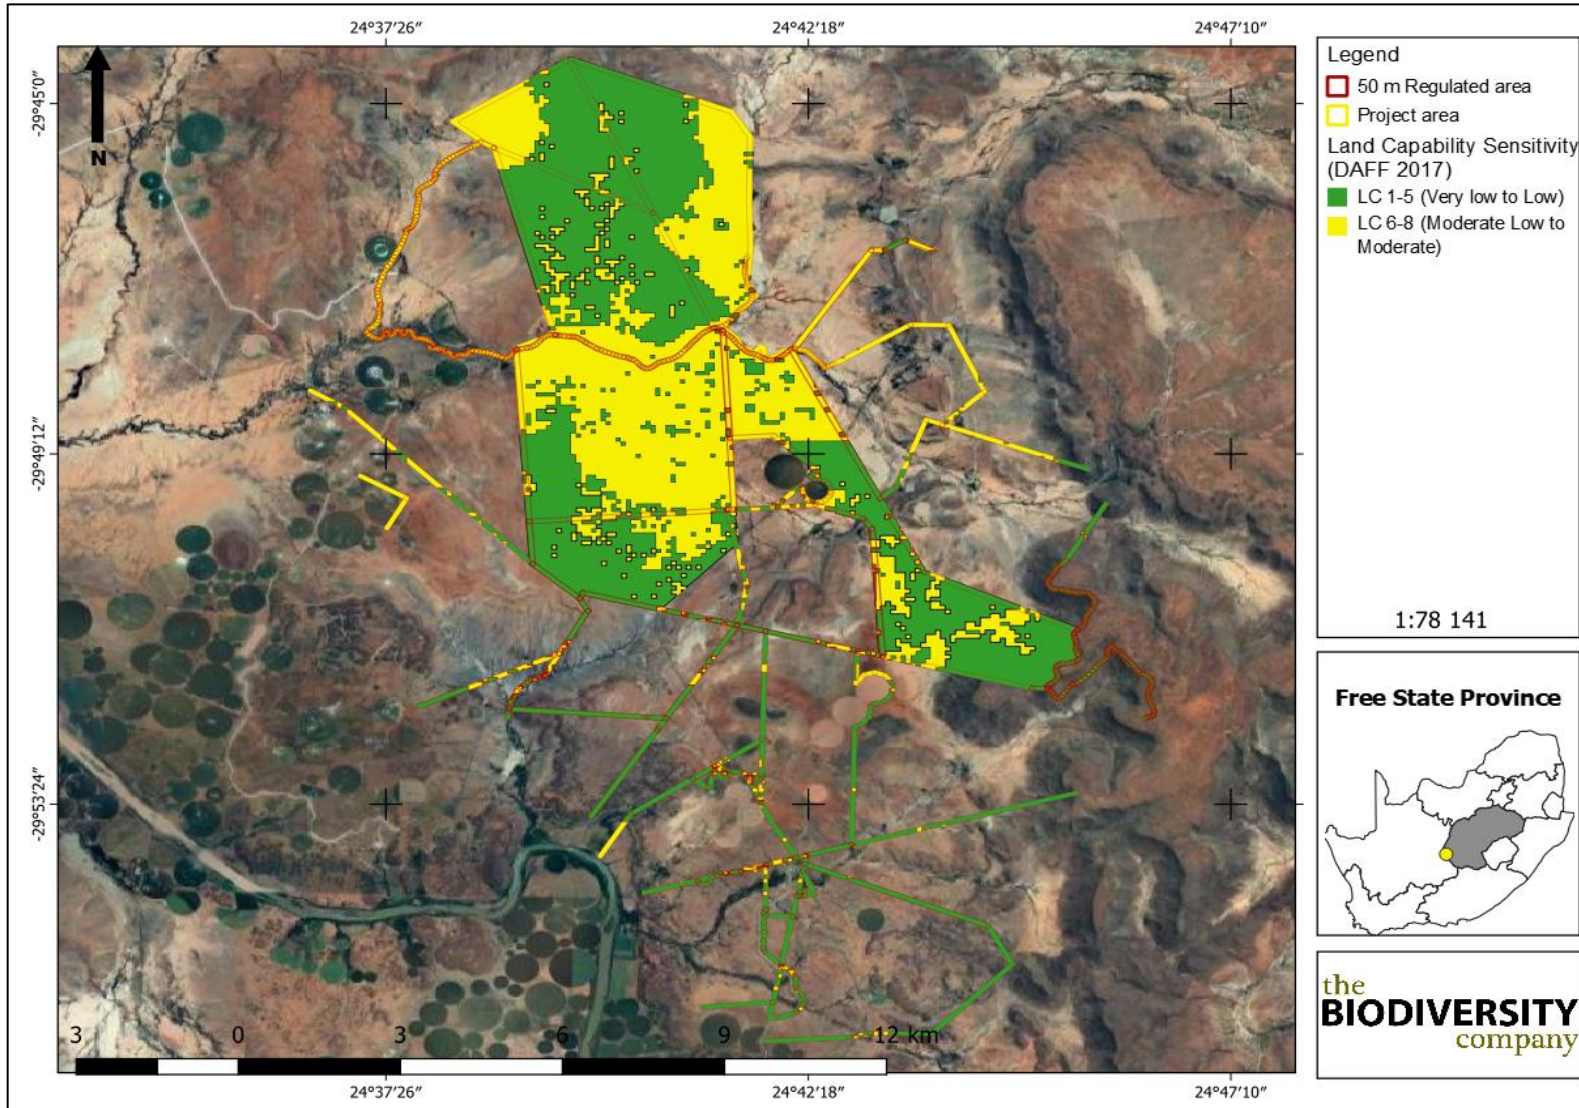 24°37'26"
24°42'18"
24°47'10"
-29°45'0"
-29°49'12"
-29°53'24"
N
3
0
3
6
9
12 km
24°37'26"
24°42'18"
24°47'10"
Legend
50 m Regulated area
Project area
Land Capability Sensitivity
(DAFF 2017)
LC 1-5 (Very low to Low)
LC 6-8 (Moderate Low to
Moderate)
1:78 141
Free State Province
the
BIODIVERSITY
company